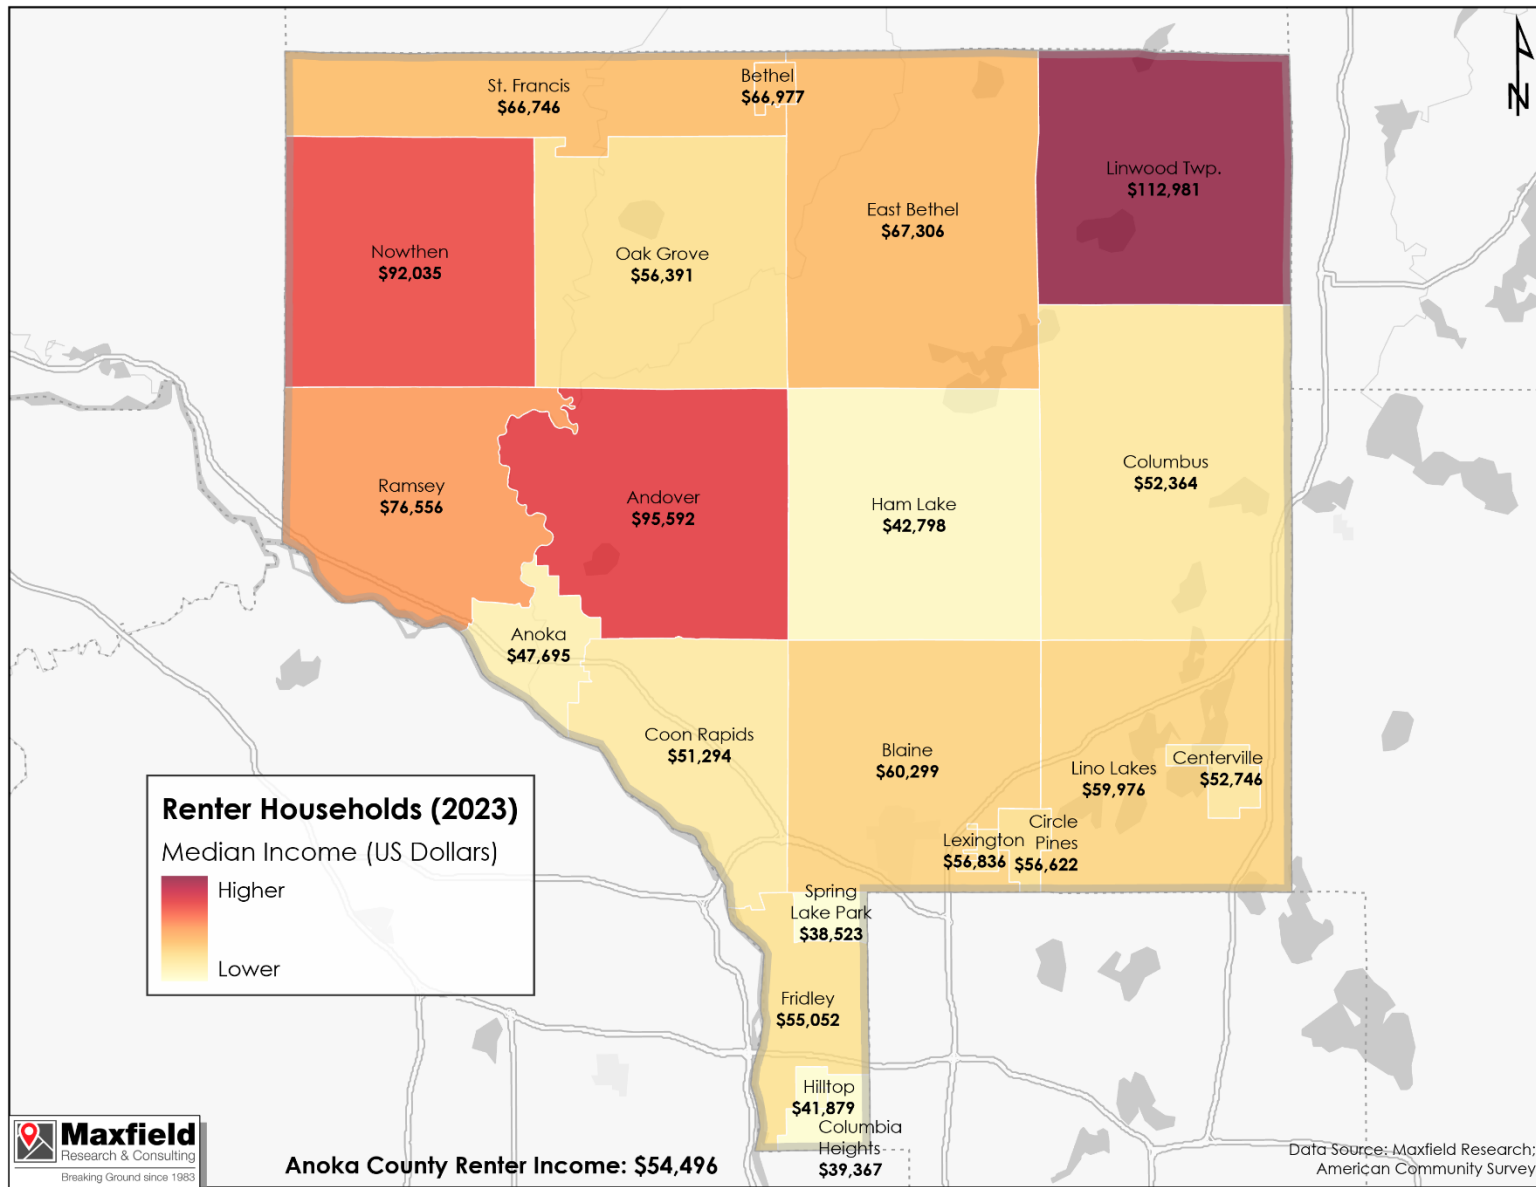 St. Francis
$66,746
Bethel
$66,977
N
Linwood Twp.
$112,981
East Bethel
$67,306
Nowthen
$92,035
Oak Grove
$56,391
Columbus
$52,364
Ramsey
$76,556
Andover
$95,592
Ham Lake
$42,798
Anoka
$47,695
Coon Rapids
$51,294
Blaine
$60,299
Lino Lakes
$59,976
Centerville
$52,746
Lexington
$56,836
Circle
Pines
$56,622
Renter Households (2023)
Median Income (US Dollars)
Higher
Lower
Spring
Lake Park
$38,523
Fridley
$55,052
Hilltop
$41,879
Columbia
Heights
$39,367
Maxfield
Research & Consulting
Breaking Ground since 1983
Anoka County Renter Income: $54,496
Data Source: Maxfield Research;
American Community Survey